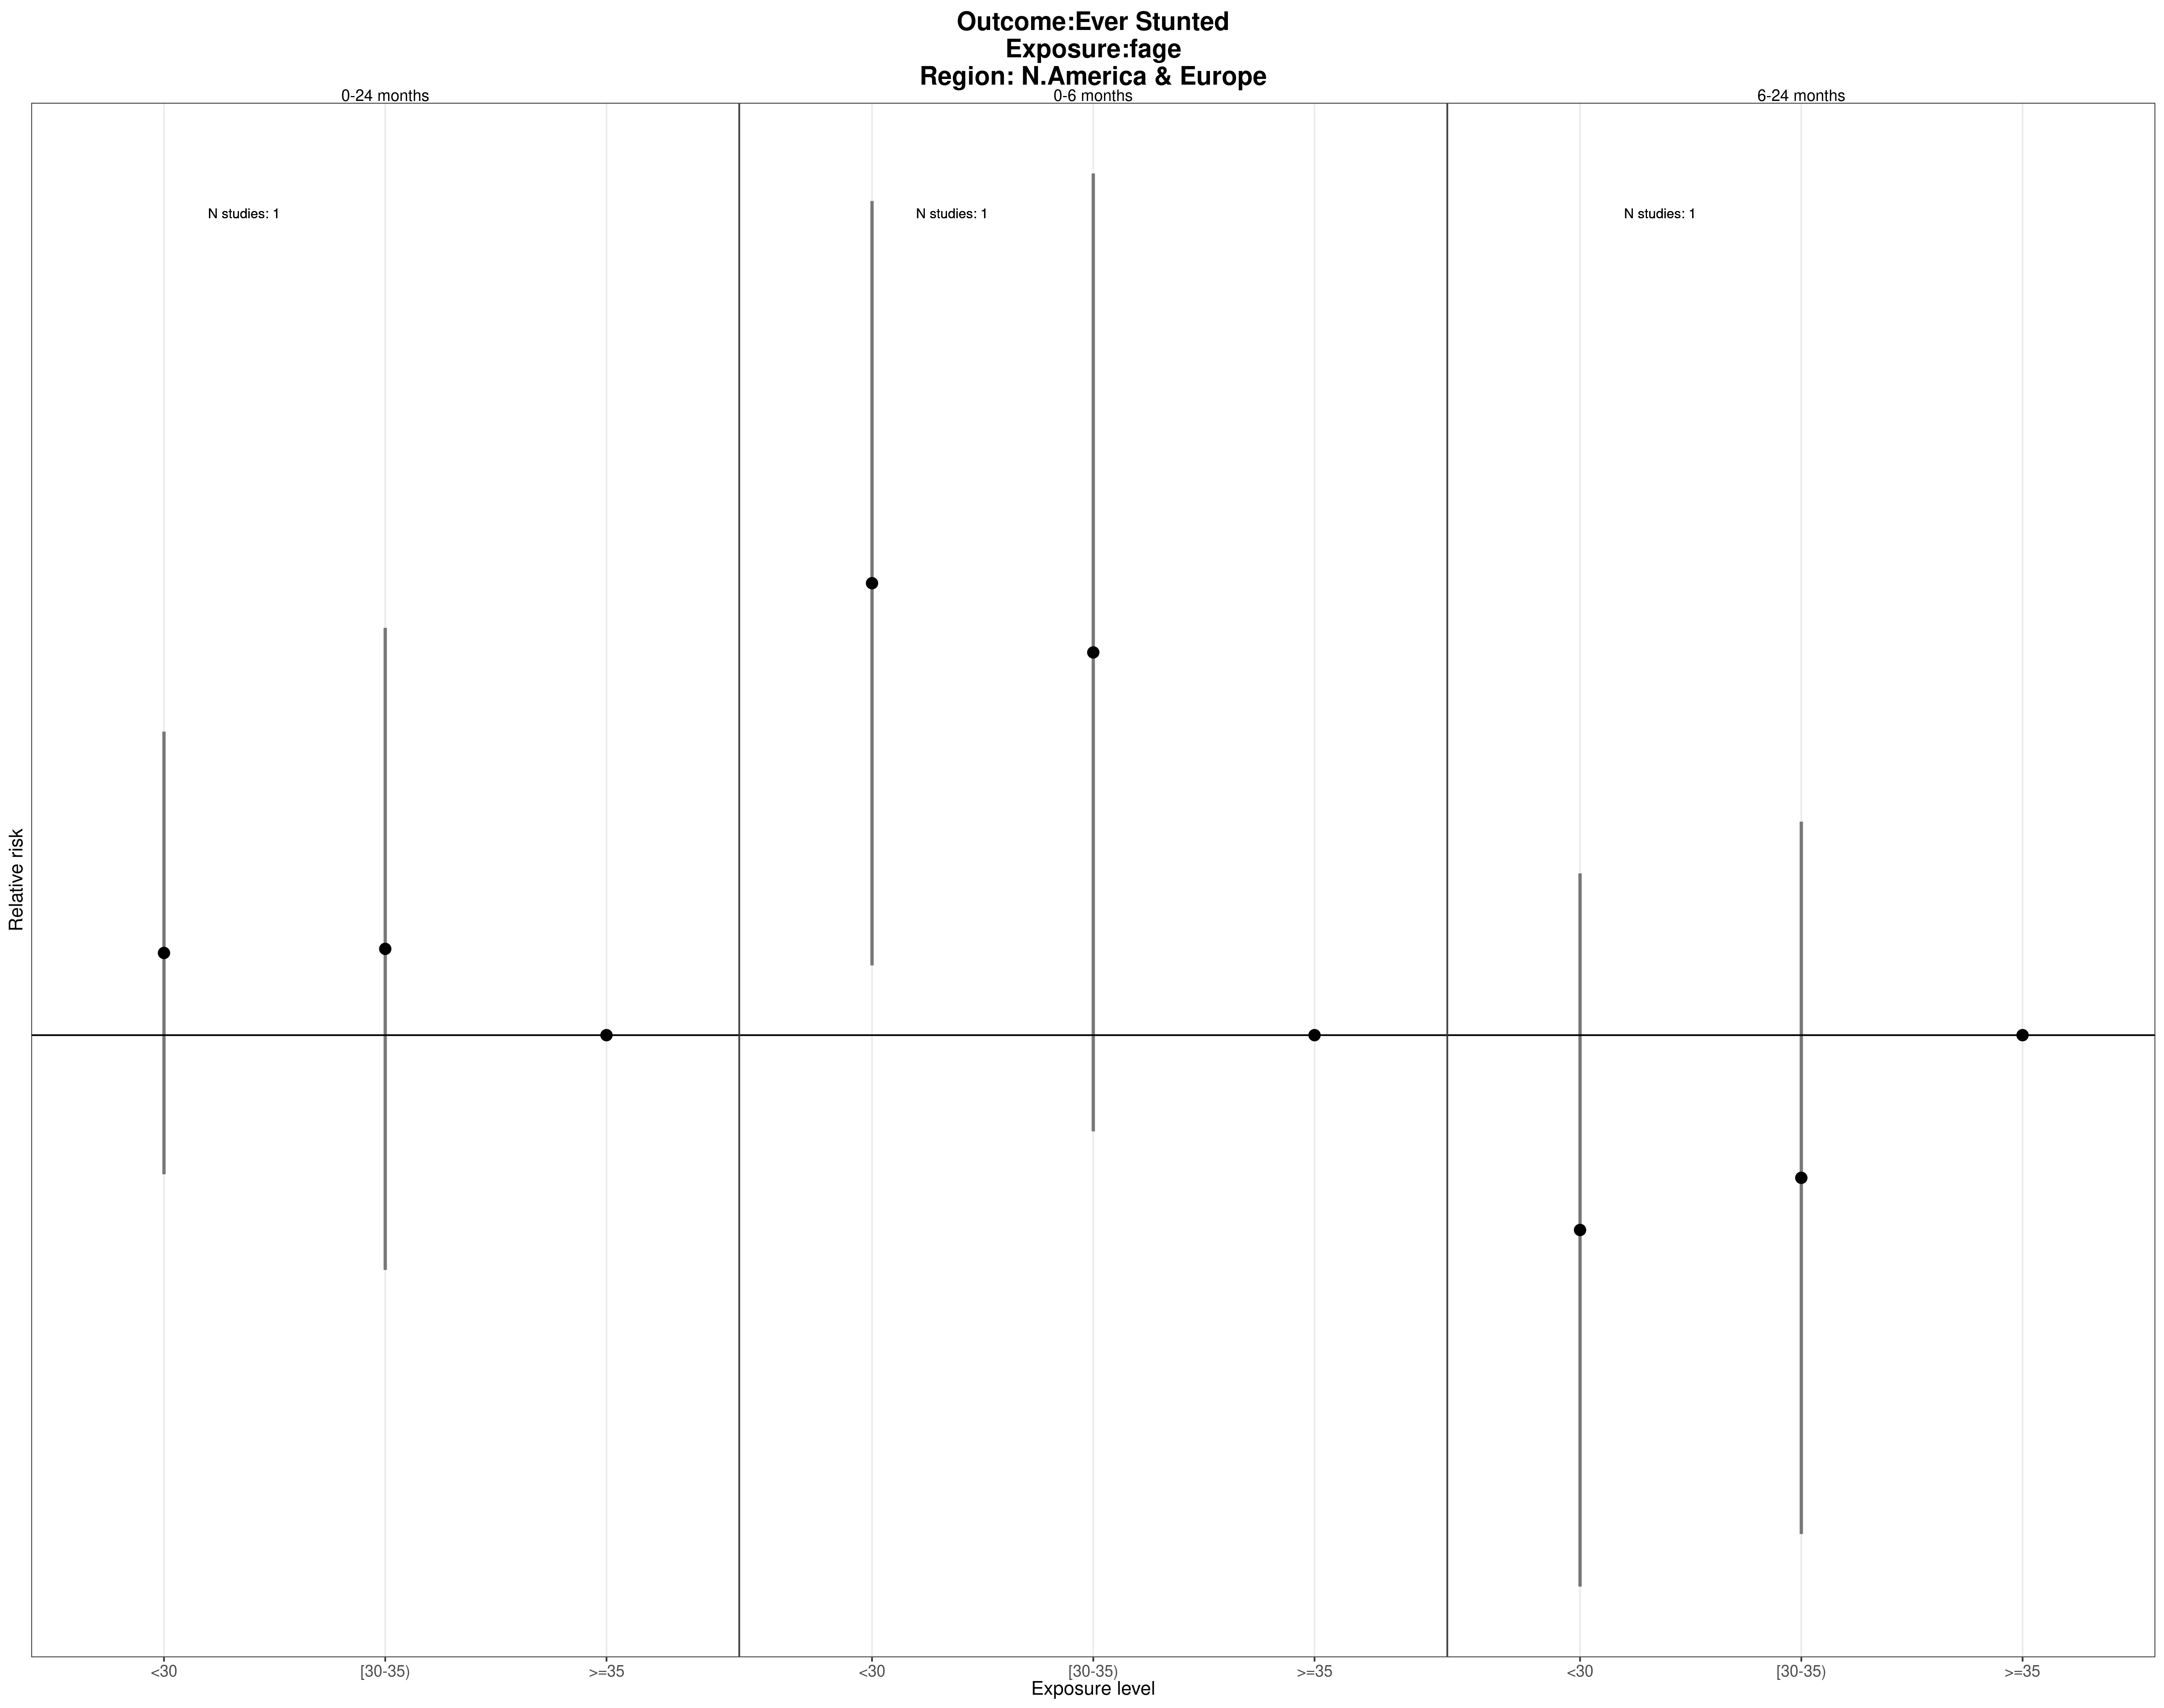 Outcome:Ever Stunted
Exposure:fage
Region: N.America & Europe
0-24 months
0-6 months
6-24 months
N studies: 1
N studies: 1
N studies: 1
Relative risk
<30
[30-35)
>=35
<30
[30-35)
>=35
<30
[30-35)
>=35
Exposure level